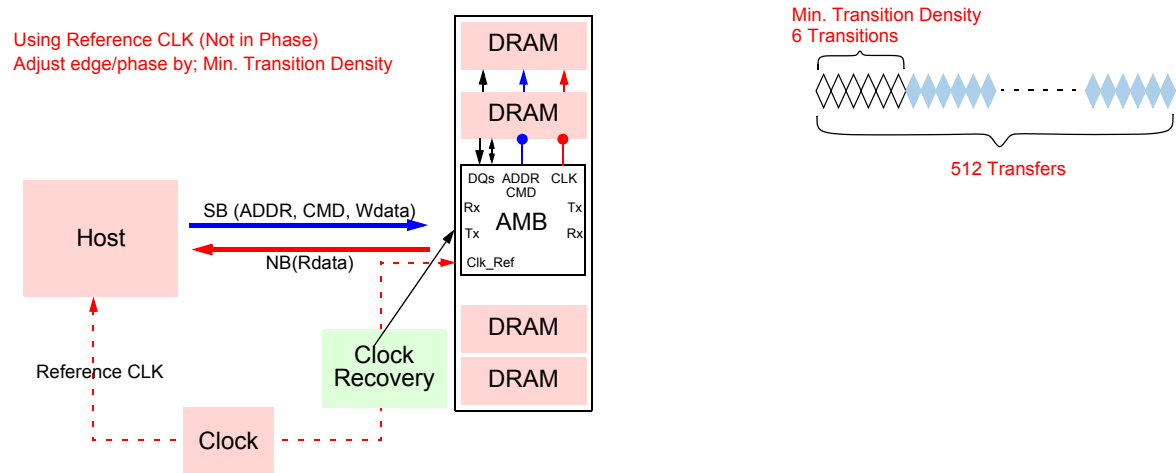 Using Reference CLK (Not in Phase)
Adjust edge/phase by; Min. Transition Density
DRAM
DRAM
DQs ADDR CLK
CMD
Rx Tx
AMB
Tx Rx
Clk_Ref
Host
SB (ADDR, CMD, Wdata)
NB(Rdata)
DRAM
DRAM
Clock
Recovery
Reference CLK
Clock
Min. Transition Density
6 Transitions
512 Transfers